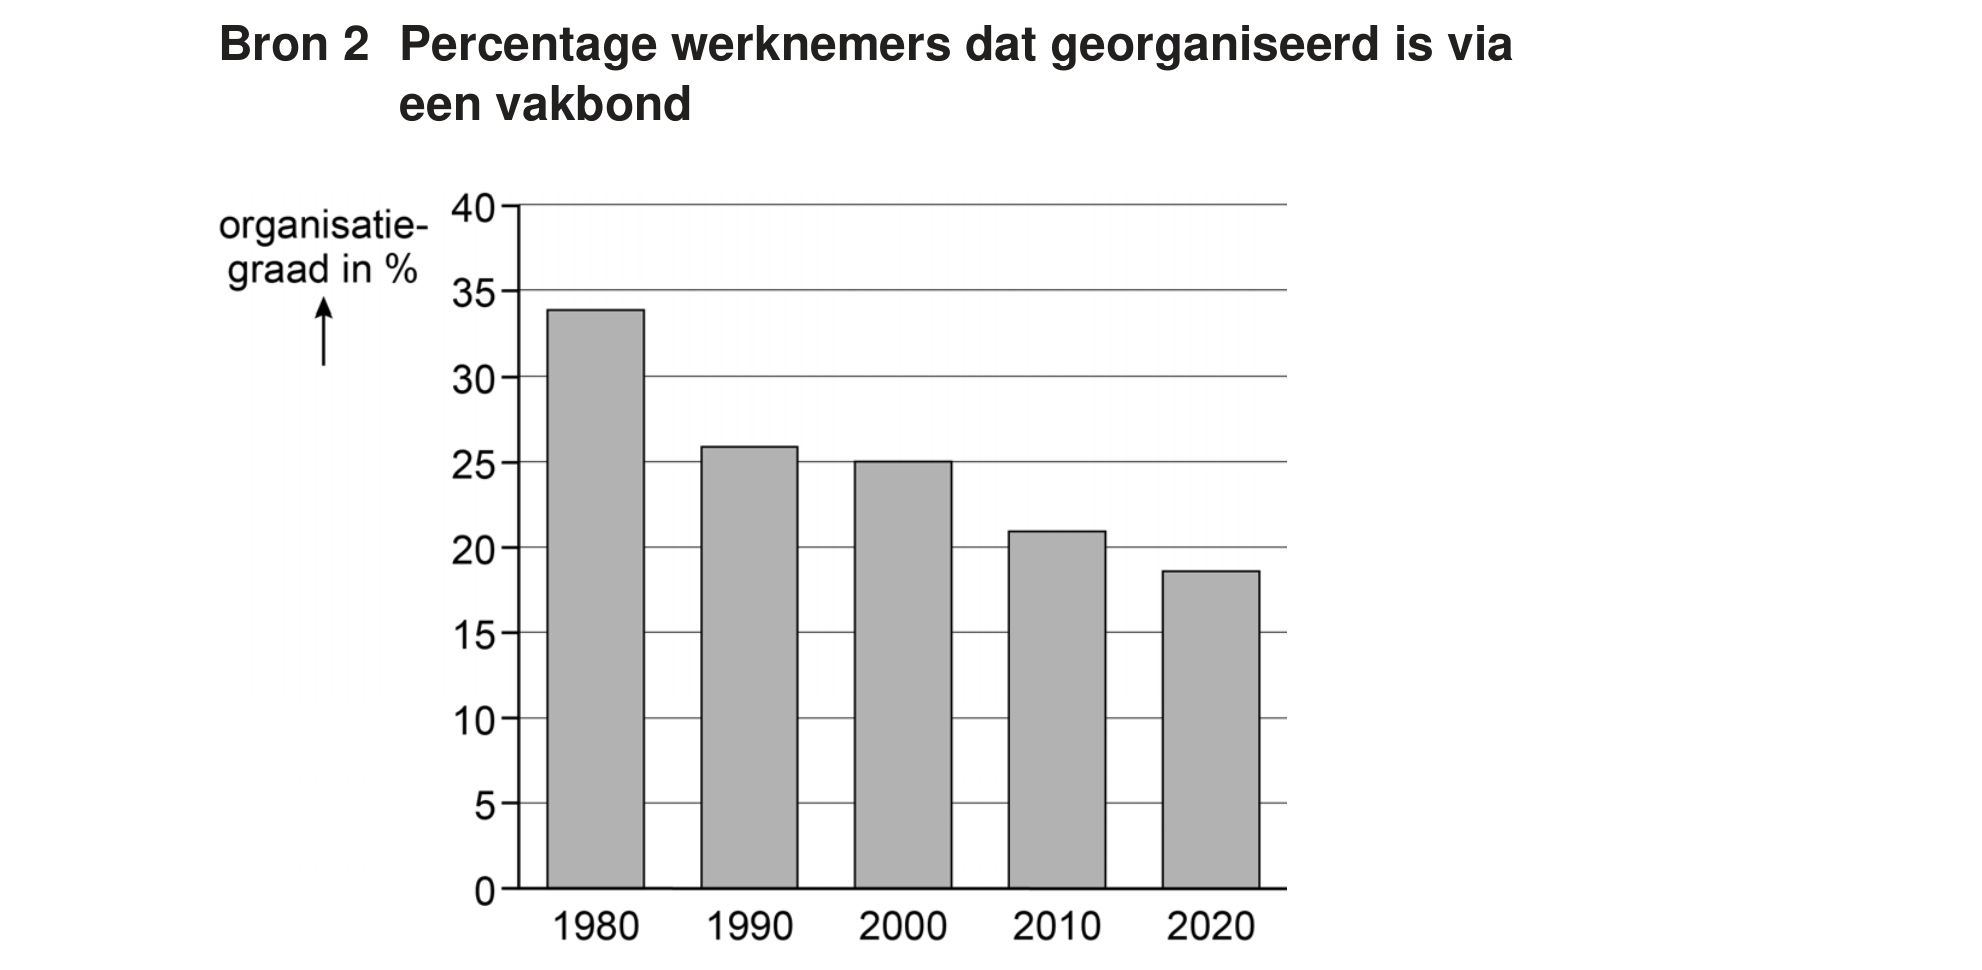 Bron 2 Percentage werknemers dat georganiseerd is via
een vakbond
organisatie-
graad in %
40
35
30
25
20
15
10
5
0
1980 1990 2000 2010 2020